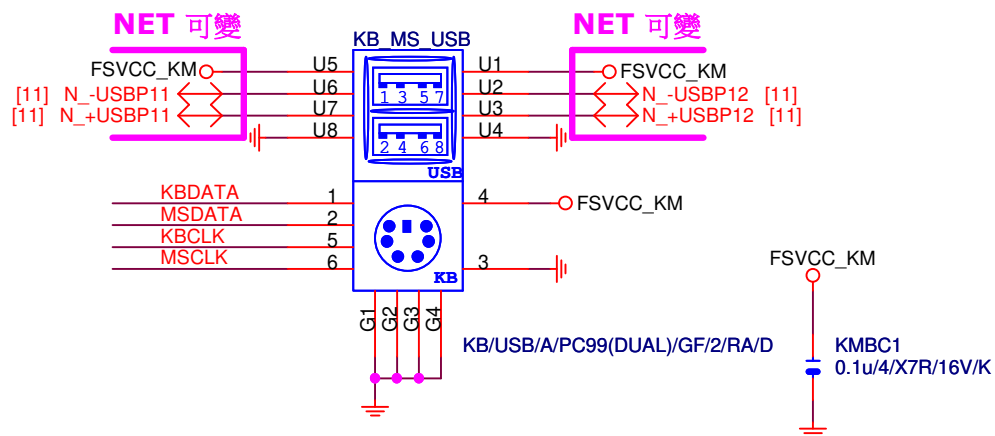 NET 可變
NET 可變
KB_MS_USB
FSVCC_KM
U5
U1
FSVCC_KM
[11] N_-USBP11
U6
U2
N_-USBP12 [11]
[11] N_+USBP11
U7
U3
N_+USBP12 [11]
U8
U4
1 3 5 7
2 4 6 8
USB
KBDATA
1
4
FSVCC_KM
MSDATA
2
KBCLK
5
MSCLK
6
3
KB
G1
G2
G3
G4
FSVCC_KM
KB/USB/A/PC99(DUAL)/GF/2/RA/D
KMBC1
0.1u/4/X7R/16V/K